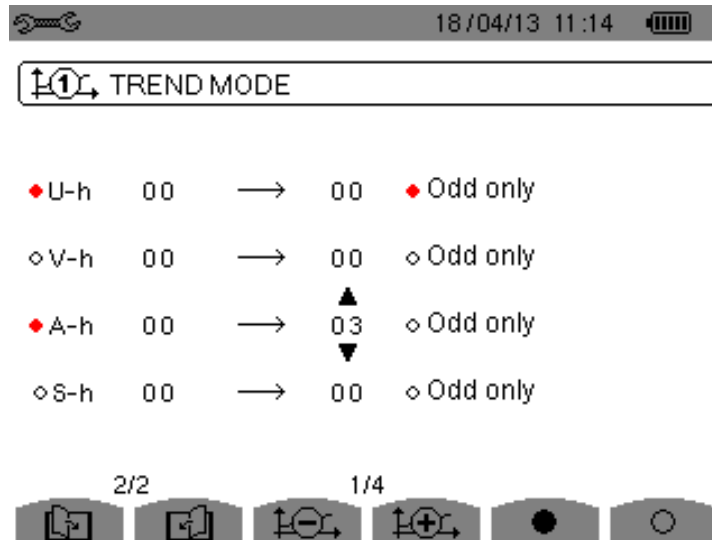 18/04/13 11:14
1 TREND MODE
U-h 00 → 00 Odd only
V-h 00 → 00 Odd only
A-h 00 → 03 Odd only
S-h 00 → 00 Odd only
2/2 1/4